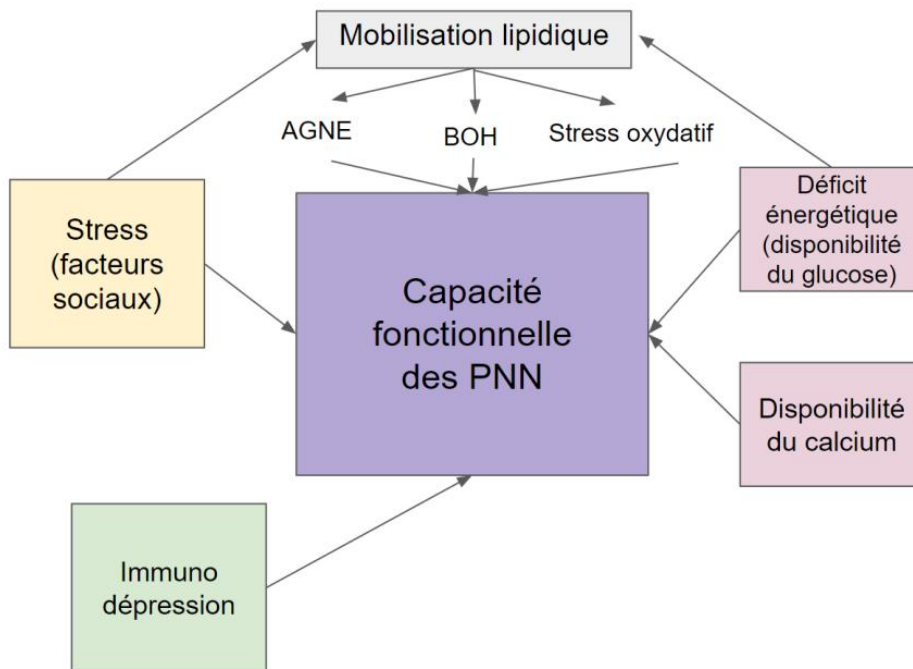 Mobilisation lipidique
AGNE
BOH
Stress oxydatif
Stress
(facteurs
sociaux)
Capacité
fonctionnelle
des PNN
Déficit
énergétique
(disponibilité
du glucose)
Disponibilité
du calcium
Immuno
dépression